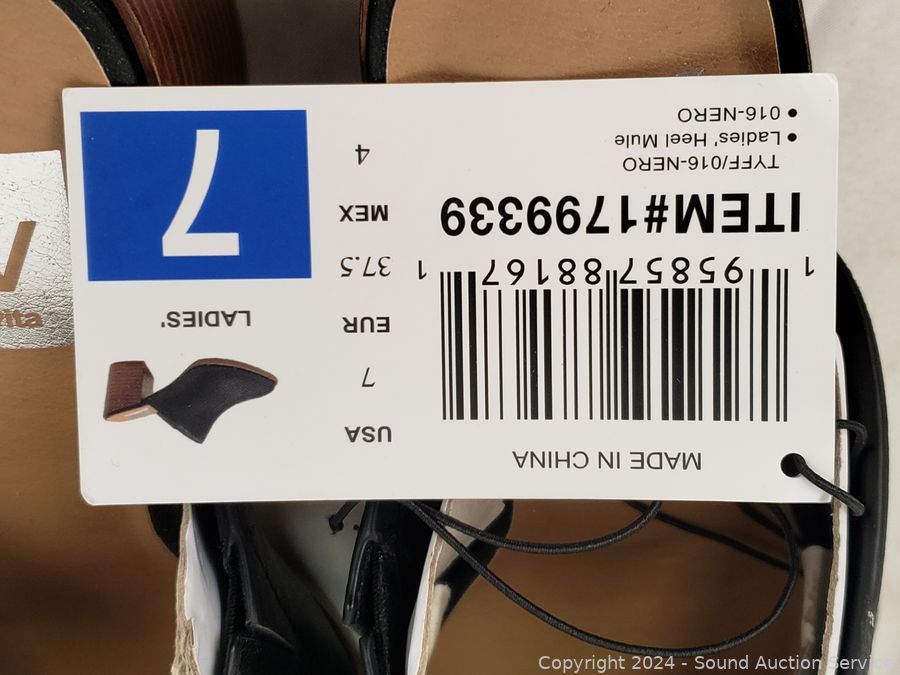 MADE IN CHINA
1 95857 88167 1
ITEM#1799339
TYFF/016-NERO
• Ladies' Heel Mule
• 016-NERO
USA
7
EUR
37.5
MEX
4
LADIES'
7
Copyright 2024 - Sound Auction Service